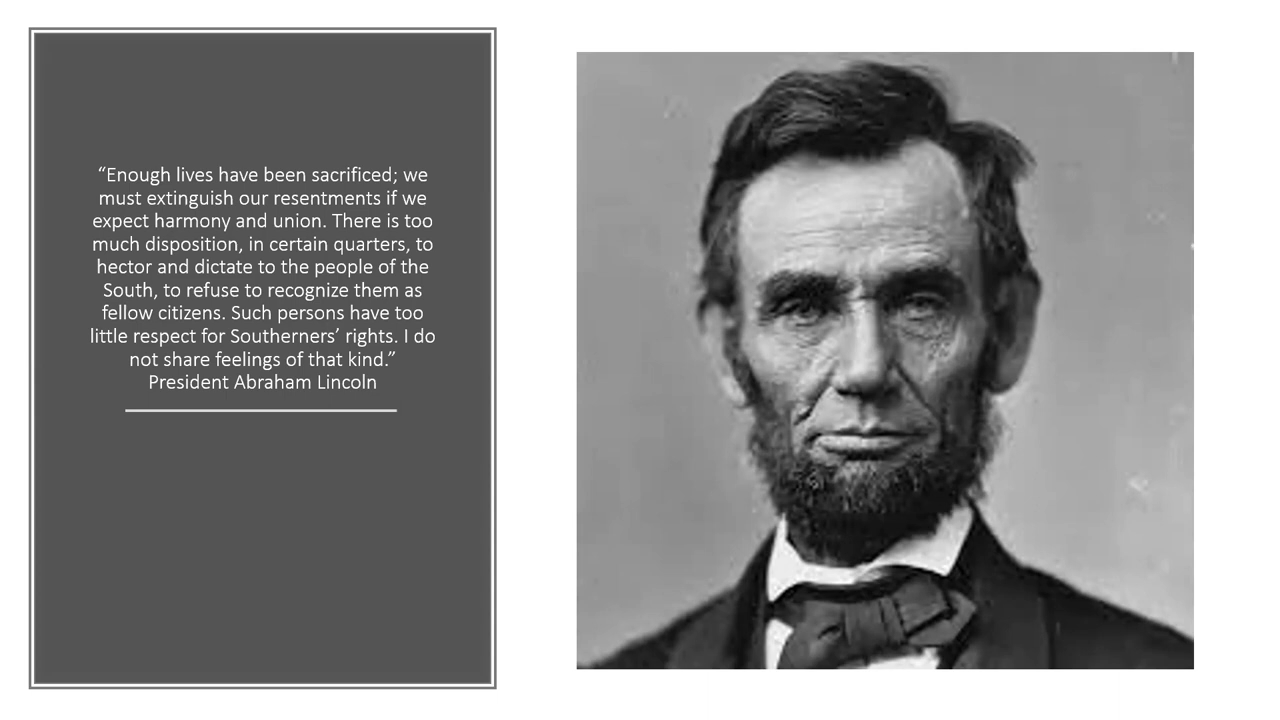 “Enough lives have been sacrificed; we
must extinguish our resentments if we
expect harmony and union. There is too
much disposition, in certain quarters, to
hector and dictate to the people of the
South, to refuse to recognize them as
fellow citizens. Such persons have too
little respect for Southerners’ rights. I do
not share feelings of that kind.”
President Abraham Lincoln